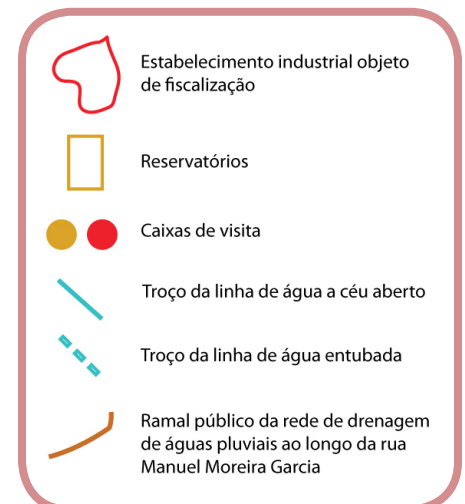 Estabelecimento industrial objeto
de fiscalização
Reservatórios
Caixas de visita
Troço da linha de água a céu aberto
Troço da linha de água entubada
Ramal público da rede de drenagem
de águas pluviais ao longo da rua
Manuel Moreira Garcia